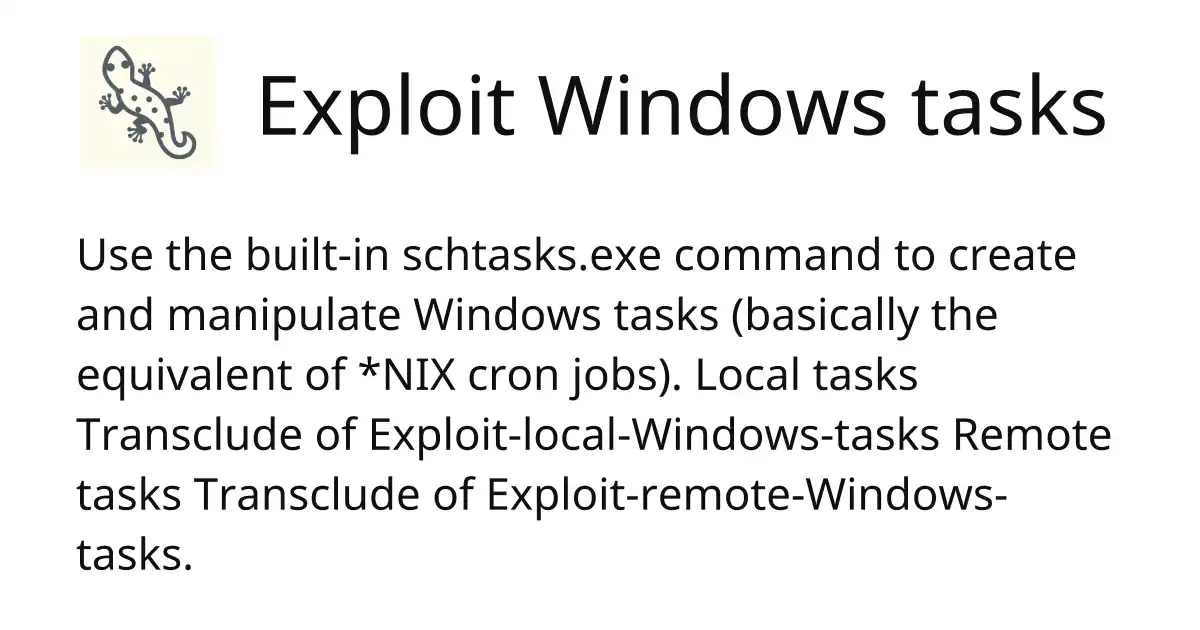 Exploit Windows tasks
Use the built-in schtasks.exe command to create
and manipulate Windows tasks (basically the
equivalent of *NIX cron jobs). Local tasks
Transclude of Exploit-local-Windows-tasks Remote
tasks Transclude of Exploit-remote-Windows-
tasks.